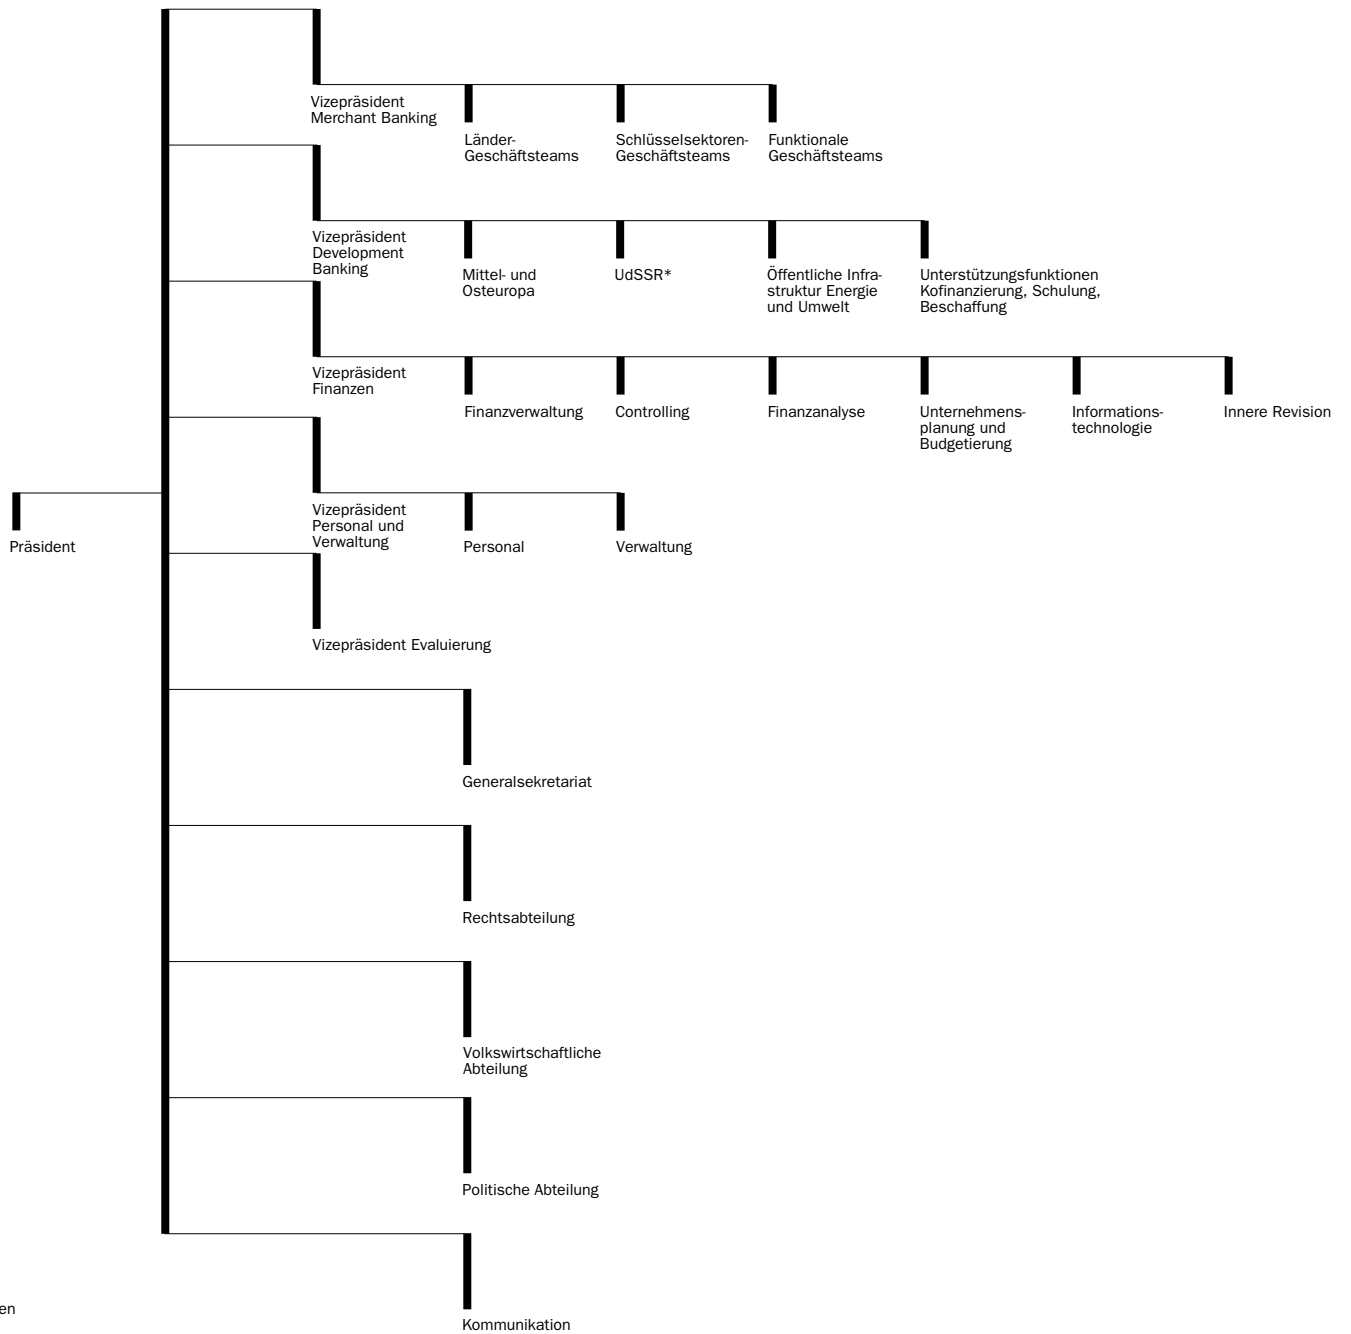 Vizepräsident
Merchant Banking
Länder-
Geschäftsteams
Schlüsselsektoren-
Geschäftsteams
Funktionale
Geschäftsteams
Vizepräsident
Development
Banking
Mittel- und
Osteuropa
UdSSR*
Öffentliche Infra-
struktur Energie
und Umwelt
Unterstützungsfunktionen
Kofinanzierung, Schulung,
Beschaffung
Vizepräsident
Finanzen
Finanzverwaltung
Controlling
Finanzanalyse
Unternehmens-
planung und
Budgetierung
Informations-
technologie
Innere Revision
Präsident
Vizepräsident
Personal und
Verwaltung
Personal
Verwaltung
Vizepräsident Evaluierung
Generalsekretariat
Rechtsabteilung
Volkswirtschaftliche
Abteilung
Politische Abteilung
en
Kommunikation